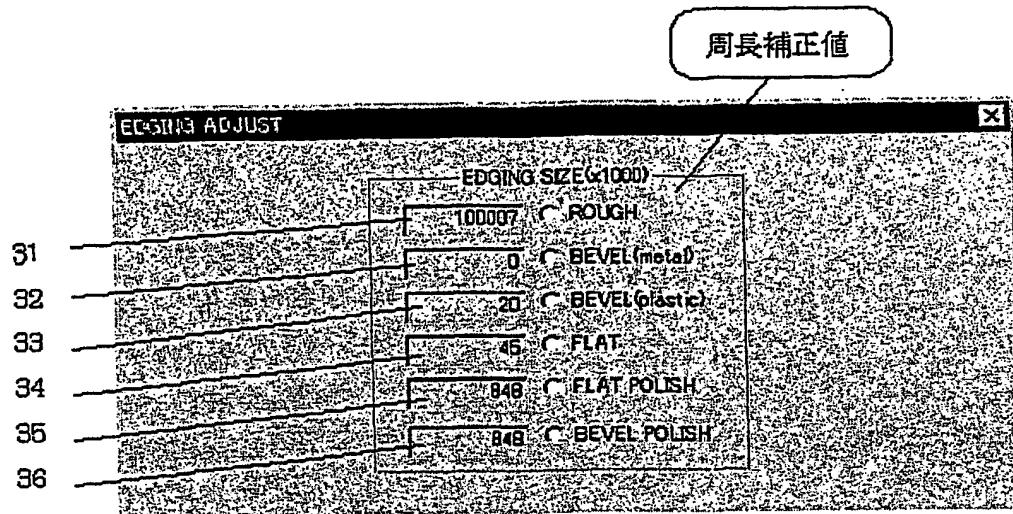 周長補正値
EDGING ADJUST
EDGING SIZE(x1000)
31 100007 ROUGH
32 0 BEVEL(metal)
33 20 BEVEL(plastic)
34 45 FLAT
35 848 FLAT POLISH
36 848 BEVEL POLISH